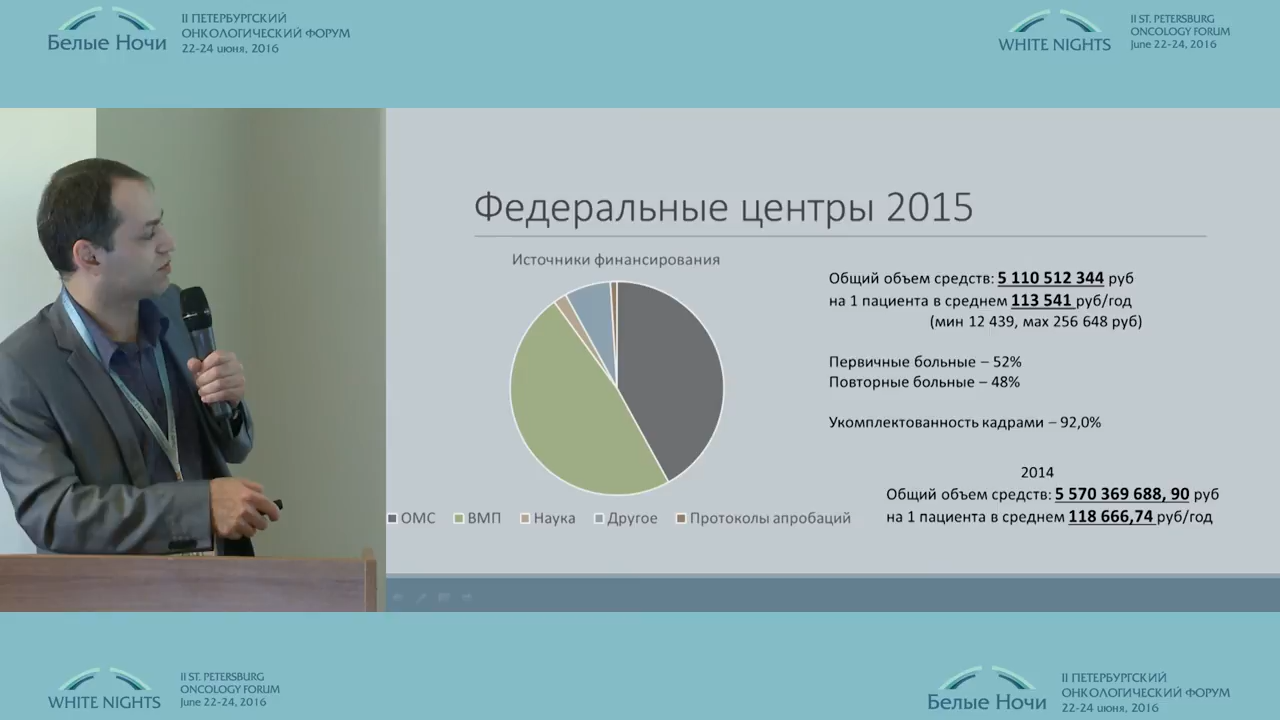 Белые Ночи
II ПЕТЕРБУРГСКИЙ
ОНКОЛОГИЧЕСКИЙ ФОРУМ
22-24 июня, 2016
WHITE NIGHTS
II ST. PETERSBURG
ONCOLOGY FORUM
June 22-24, 2016
Федеральные центры 2015
Источники финансирования
ОМС
ВМП
Наука
Другое
Протоколы апробаций
Общий объем средств: 5 110 512 344 руб
на 1 пациента в среднем 113 541 руб/год
(мин 12 439, мах 256 648 руб)
Первичные больные – 52%
Повторные больные – 48%
Укомплектованность кадрами – 92,0%
2014
Общий объем средств: 5 570 369 688, 90 руб
на 1 пациента в среднем 118 666,74 руб/год
WHITE NIGHTS
II ST. PETERSBURG
ONCOLOGY FORUM
June 22-24, 2016
Белые Ночи
II ПЕТЕРБУРГСКИЙ
ОНКОЛОГИЧЕСКИЙ ФОРУМ
22-24 июня, 2016